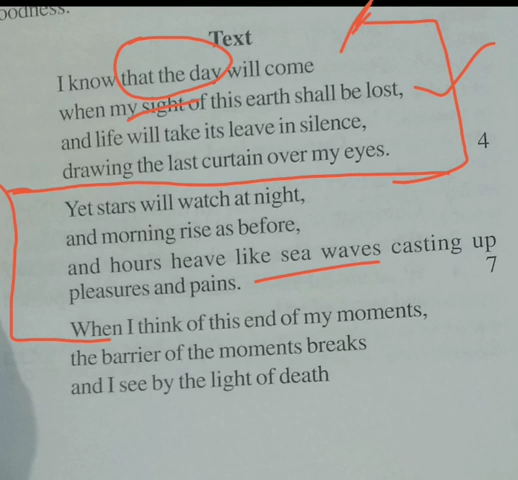 oodness.
Text
I know that the day will come
when my sight of this earth shall be lost,
and life will take its leave in silence,
drawing the last curtain over my eyes. 4
Yet stars will watch at night,
and morning rise as before,
and hours heave like sea waves casting up
pleasures and pains. 7
When I think of this end of my moments,
the barrier of the moments breaks
and I see by the light of death